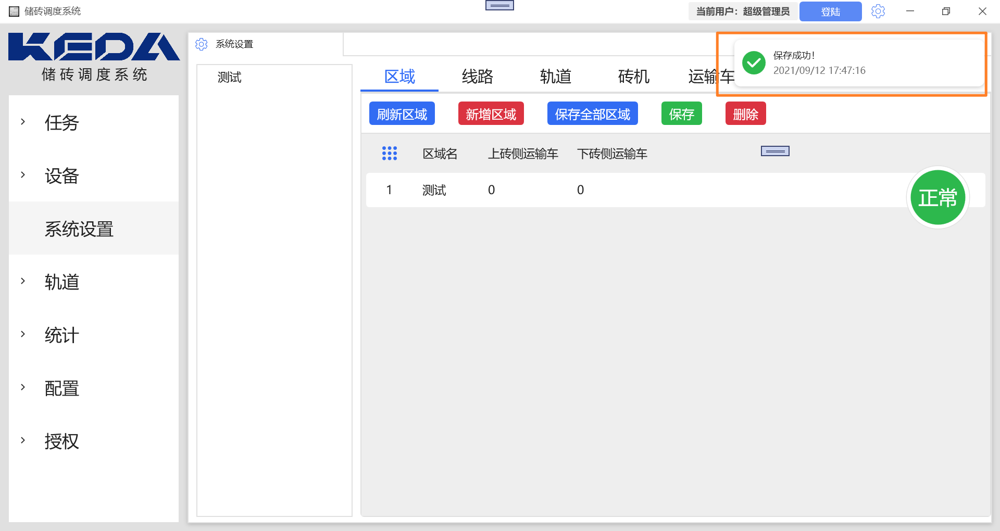 储砖调度系统
当前用户：超级管理员
登陆
KEDA
储砖调度系统
任务
设备
系统设置
轨道
统计
配置
授权
系统设置
测试
区域 线路 轨道 砖机 运输车
保存成功！
2021/09/12 17:47:16
刷新区域 新增区域 保存全部区域 保存 删除
区域名 上砖侧运输车 下砖侧运输车
1 测试 0 0
正常